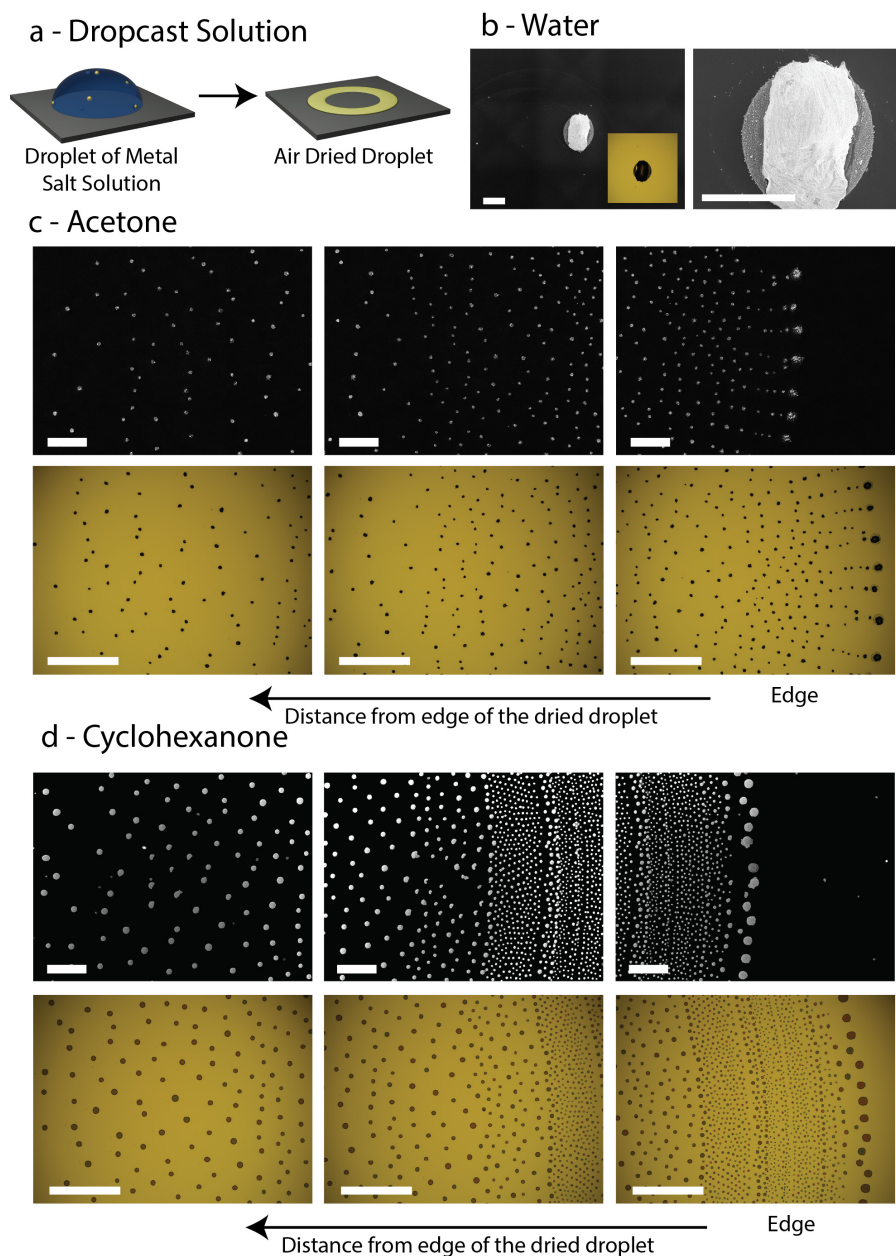 a - Dropcast Solution
Droplet of Metal
Salt Solution
Air Dried Droplet
b - Water
c - Acetone
Edge
Distance from edge of the dried droplet
d - Cyclohexanone
Edge
Distance from edge of the dried droplet